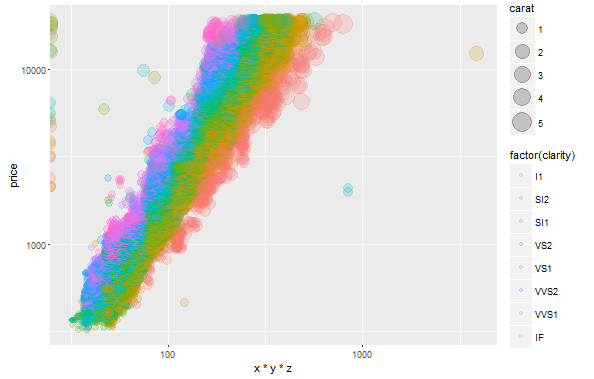 10000
1000
price
100
1000
x * y * z
carat
1
2
3
4
5
factor(clarity)
I1
SI2
SI1
VS2
VS1
VVS2
VVS1
IF